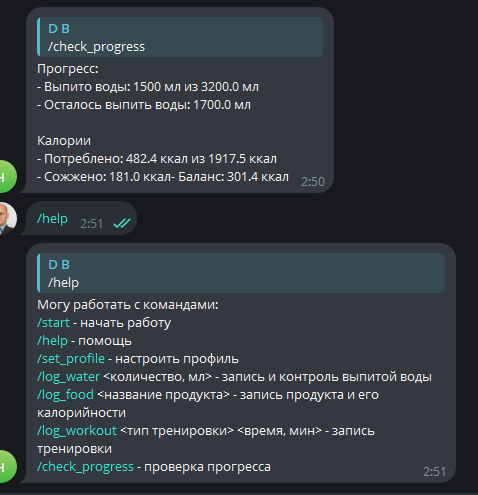 D B
/check_progress
Прогресс:
- Выпито воды: 1500 мл из 3200.0 мл
- Осталось выпить воды: 1700.0 мл
Калории
- Потреблено: 482.4 ккал из 1917.5 ккал
- Сожжено: 181.0 ккал- Баланс: 301.4 ккал
2:50
/help
2:51
D B
/help
Могу работать с командами:
/start - начать работу
/help - помощь
/set_profile - настроить профиль
/log_water <количество, мл> - запись и контроль выпитой воды
/log_food <название продукта> - запись продукта и его
калорийности
/log_workout <тип тренировки> <время, мин> - запись
тренировки
/check_progress - проверка прогресса
2:51